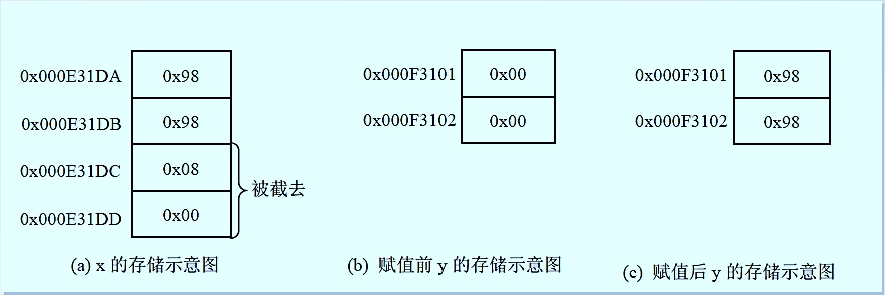 0x000E31DA 0x98
0x000E31DB 0x98
0x000E31DC 0x08
0x000E31DD 0x00
被截去
(a) x 的存储示意图
0x000F3101 0x00
0x000F3102 0x00
(b) 赋值前 y 的存储示意图
0x000F3101 0x98
0x000F3102 0x98
(c) 赋值后 y 的存储示意图